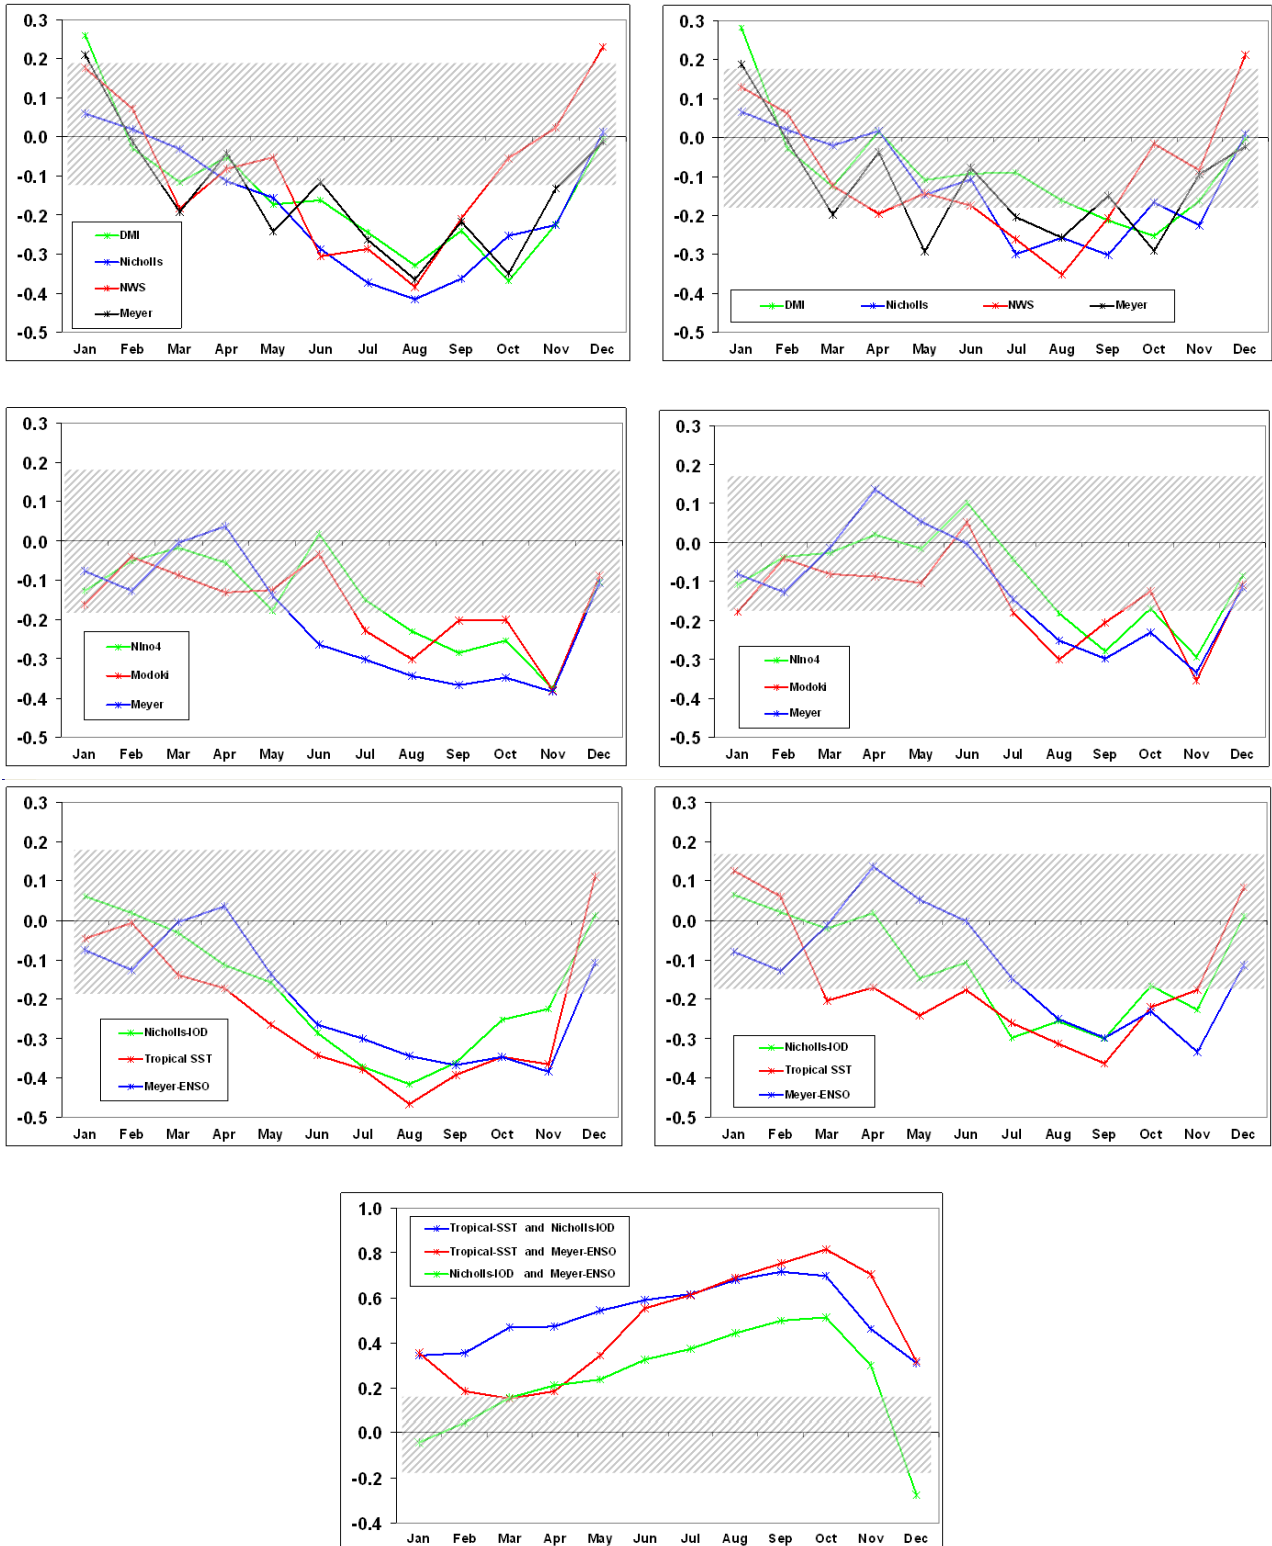 0.3
0.2
0.1
0.0
-0.1
-0.2
-0.3
-0.4
-0.5
DMI
Nicholls
NWS
Meyer
Jan Feb Mar Apr May Jun Jul Aug Sep Oct Nov Dec
0.3
0.2
0.1
0.0
-0.1
-0.2
-0.3
-0.4
-0.5
DMI Nicholls NWS Meyer
Jan Feb Mar Apr May Jun Jul Aug Sep Oct Nov Dec
0.3
0.2
0.1
0.0
-0.1
-0.2
-0.3
-0.4
-0.5
NIno4
Modoki
Meyer
Jan Feb Mar Apr May Jun Jul Aug Sep Oct Nov Dec
0.3
0.2
0.1
0.0
-0.1
-0.2
-0.3
-0.4
-0.5
NIno4
Modoki
Meyer
Jan Feb Mar Apr May Jun Jul Aug Sep Oct Nov Dec
0.3
0.2
0.1
0.0
-0.1
-0.2
-0.3
-0.4
-0.5
Nicholls-IOD
Tropical SST
Meyer-ENSO
Jan Feb Mar Apr May Jun Jul Aug Sep Oct Nov Dec
0.3
0.2
0.1
0.0
-0.1
-0.2
-0.3
-0.4
-0.5
Nicholls-IOD
Tropical SST
Meyer-ENSO
Jan Feb Mar Apr May Jun Jul Aug Sep Oct Nov Dec
1.0
0.8
0.6
0.4
0.2
0.0
-0.2
-0.4
Tropical-SST and Nicholls-IOD
Tropical-SST and Meyer-ENSO
Nicholls-IOD and Meyer-ENSO
Jan Feb Mar Apr May Jun Jul Aug Sep Oct Nov Dec